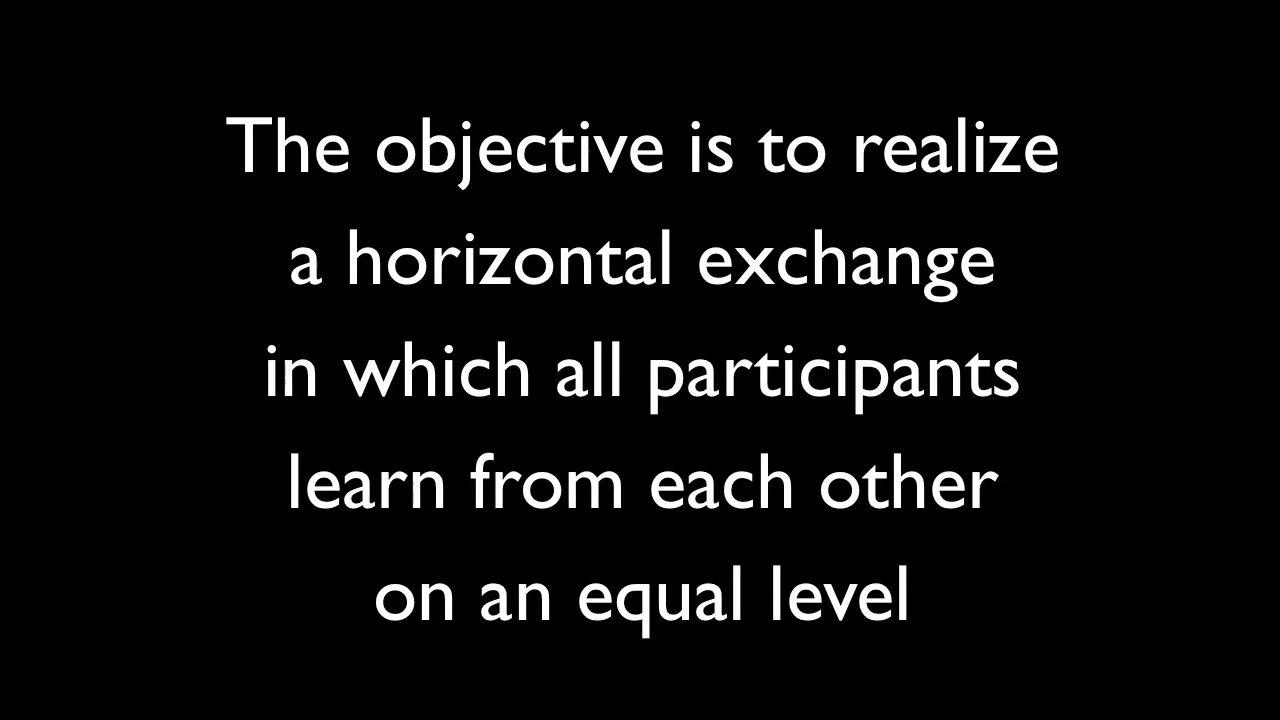 The objective is to realize
a horizontal exchange
in which all participants
learn from each other
on an equal level